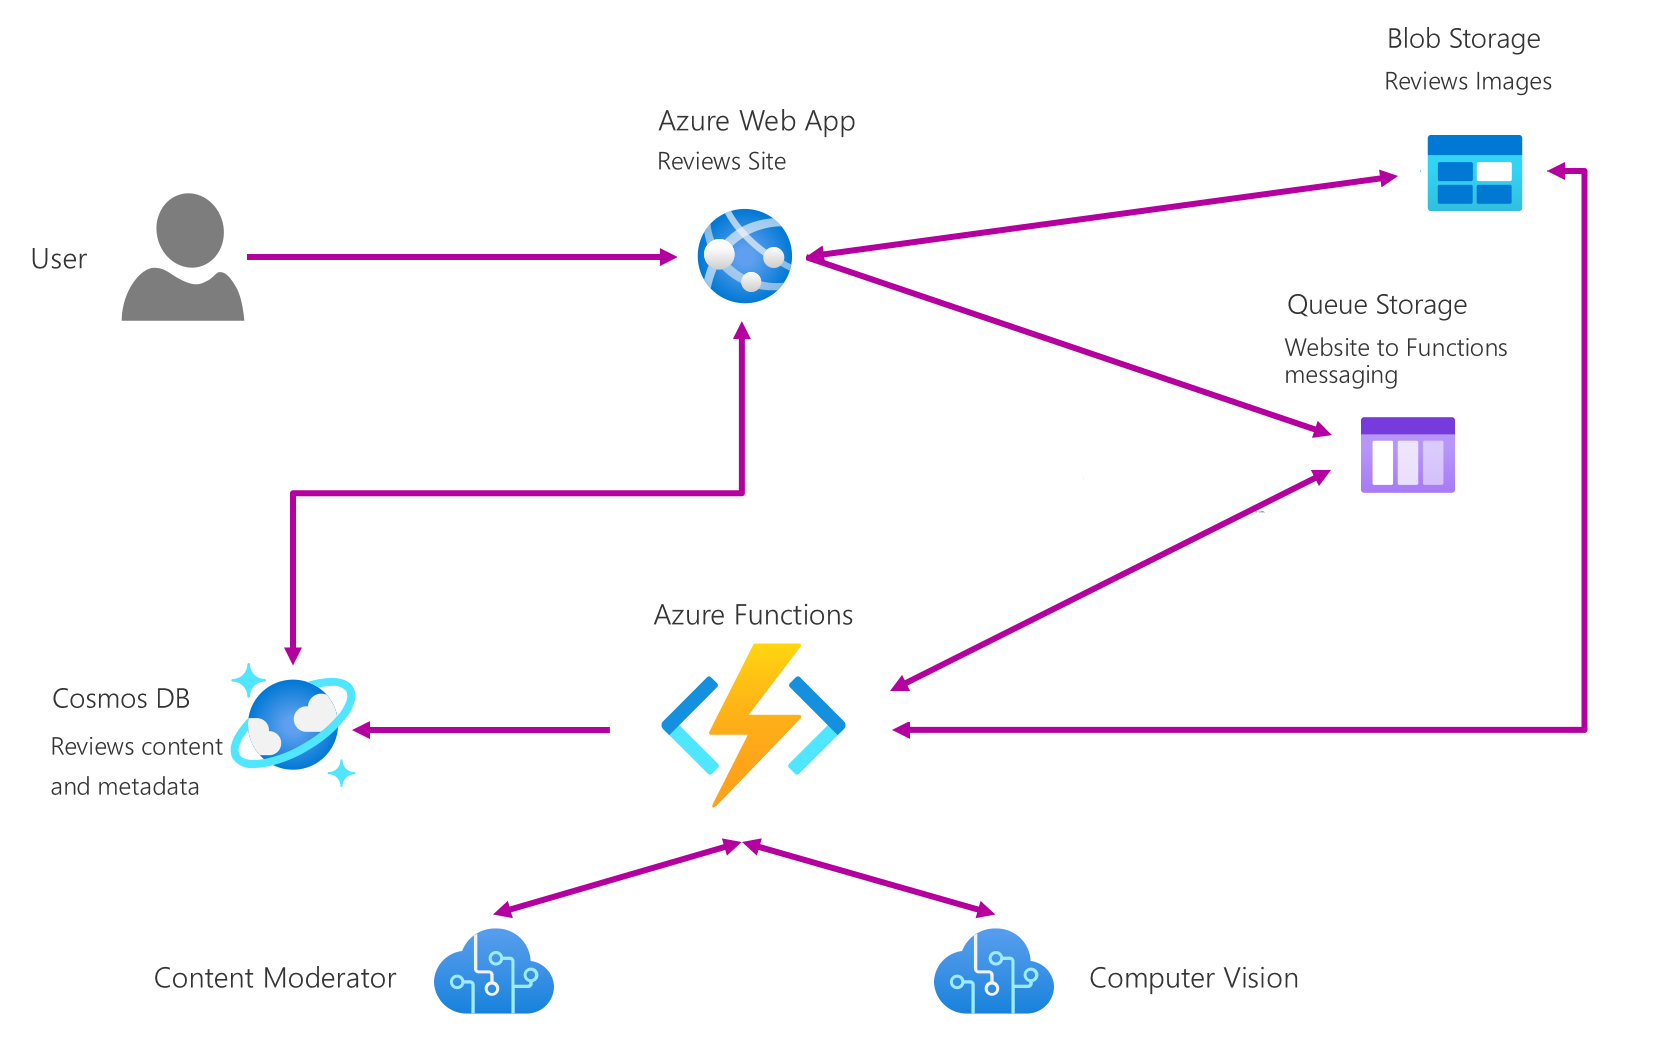 Blob Storage
Reviews Images
Azure Web App
Reviews Site
User
Queue Storage
Website to Functions
messaging
Azure Functions
Cosmos DB
Reviews content
and metadata
Content Moderator
Computer Vision